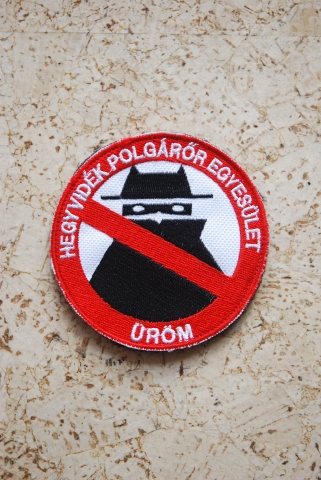 HEGYVIDÉK POLGÁRŐR EGYESÜLET
ÜRÖM